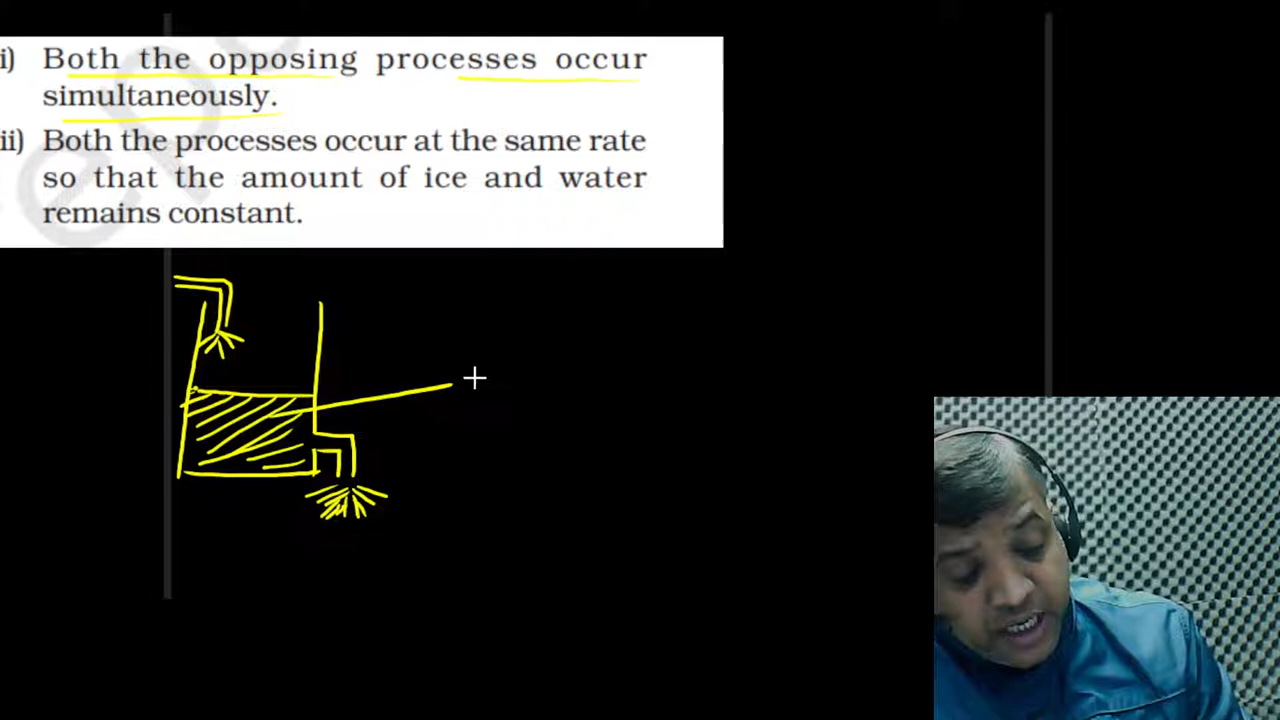 i) Both the opposing processes occur
simultaneously.
ii) Both the processes occur at the same rate
so that the amount of ice and water
remains constant.